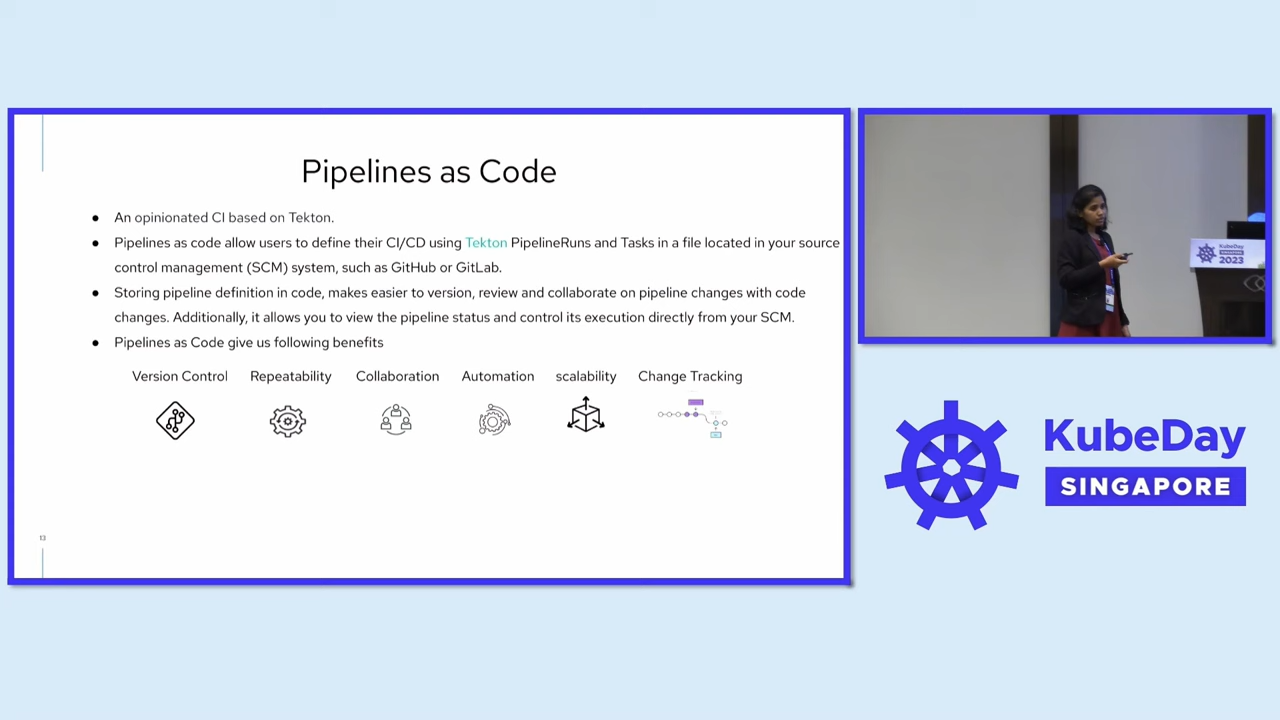 Pipelines as Code
● An opinionated CI based on Tekton.
● Pipelines as code allow users to define their CI/CD using Tekton PipelineRuns and Tasks in a file located in your source
control management (SCM) system, such as GitHub or GitLab.
● Storing pipeline definition in code, makes easier to version, review and collaborate on pipeline changes with code
changes. Additionally, it allows you to view the pipeline status and control its execution directly from your SCM.
● Pipelines as Code give us following benefits
Version Control Repeatability Collaboration Automation scalability Change Tracking
13
KubeDay
SINGAPORE
2023
KubeDay
SINGAPORE